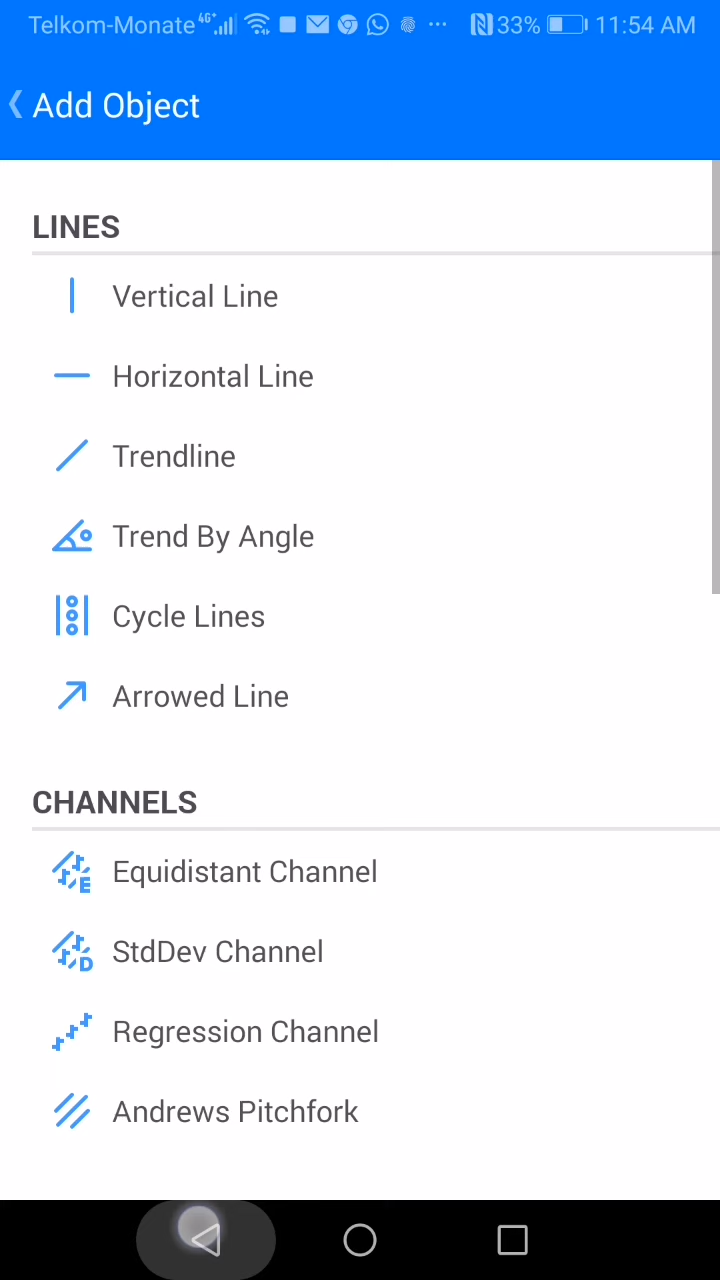 Telkom-Monate 4G+ 33% 11:54 AM
Add Object
LINES
Vertical Line
Horizontal Line
Trendline
Trend By Angle
Cycle Lines
Arrowed Line
CHANNELS
Equidistant Channel
StdDev Channel
Regression Channel
Andrews Pitchfork